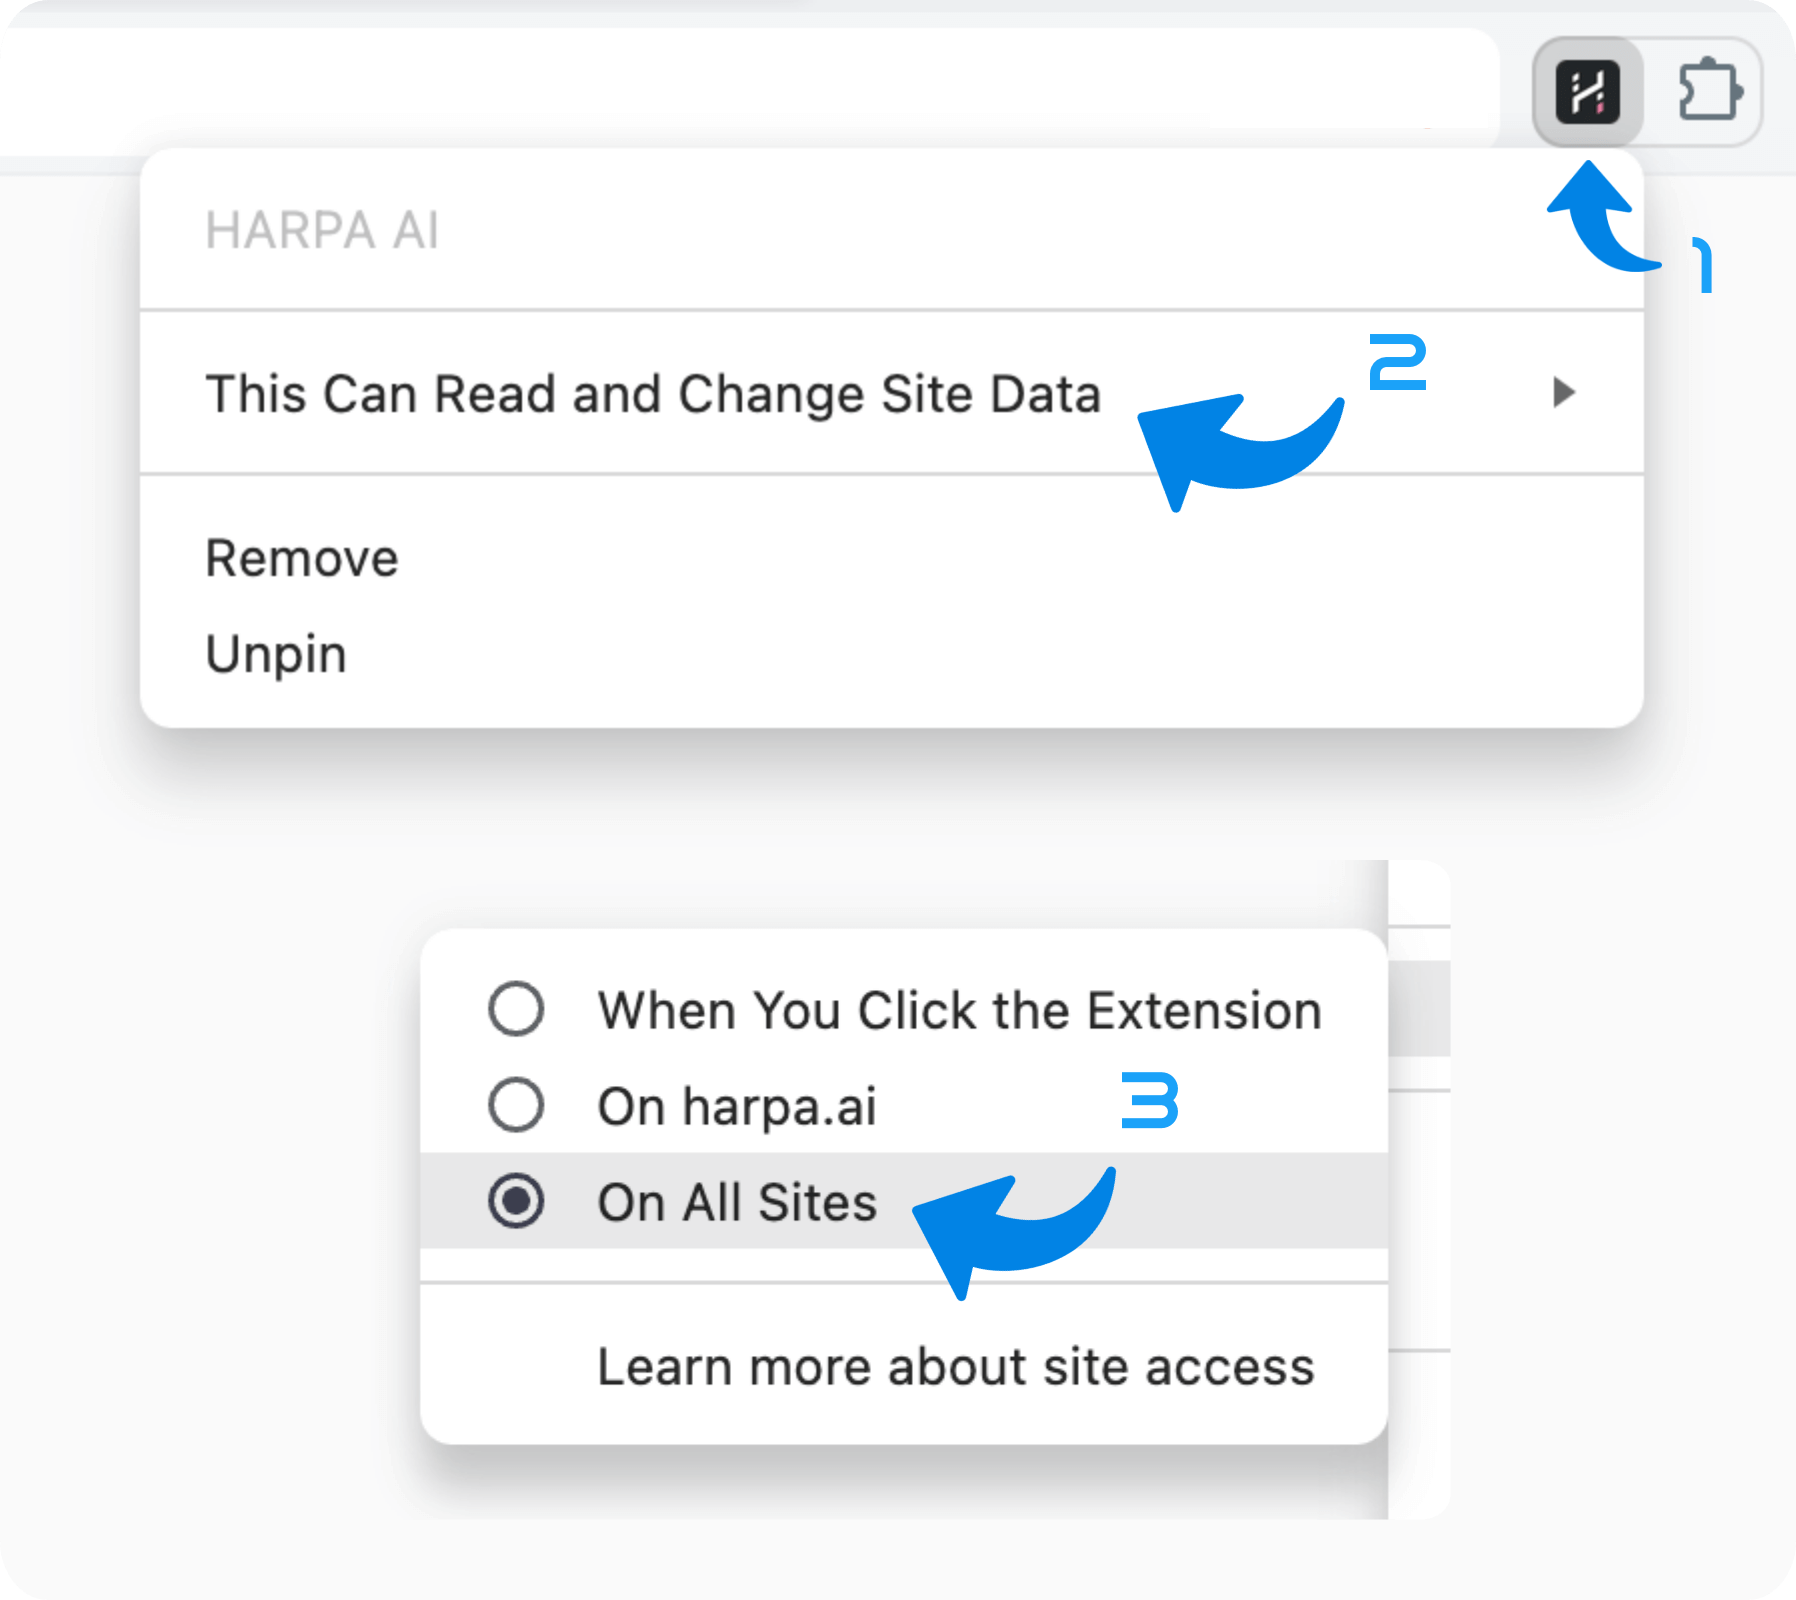 HARPA AI
1
2
This Can Read and Change Site Data
Remove
Unpin
When You Click the Extension
On harpa.ai
3
On All Sites
Learn more about site access